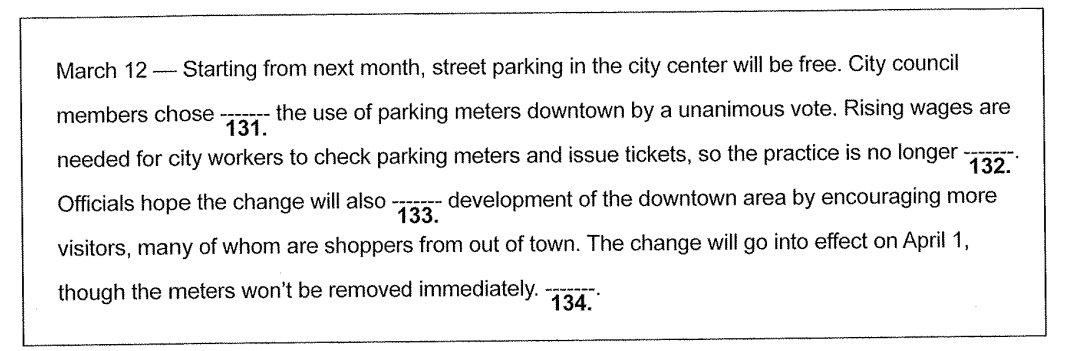 March 12 — Starting from next month, street parking in the city center will be free. City council
members chose ------- the use of parking meters downtown by a unanimous vote. Rising wages are
131.
needed for city workers to check parking meters and issue tickets, so the practice is no longer -------.
132.
Officials hope the change will also ------- development of the downtown area by encouraging more
133.
visitors, many of whom are shoppers from out of town. The change will go into effect on April 1,
though the meters won't be removed immediately. -------.
134.